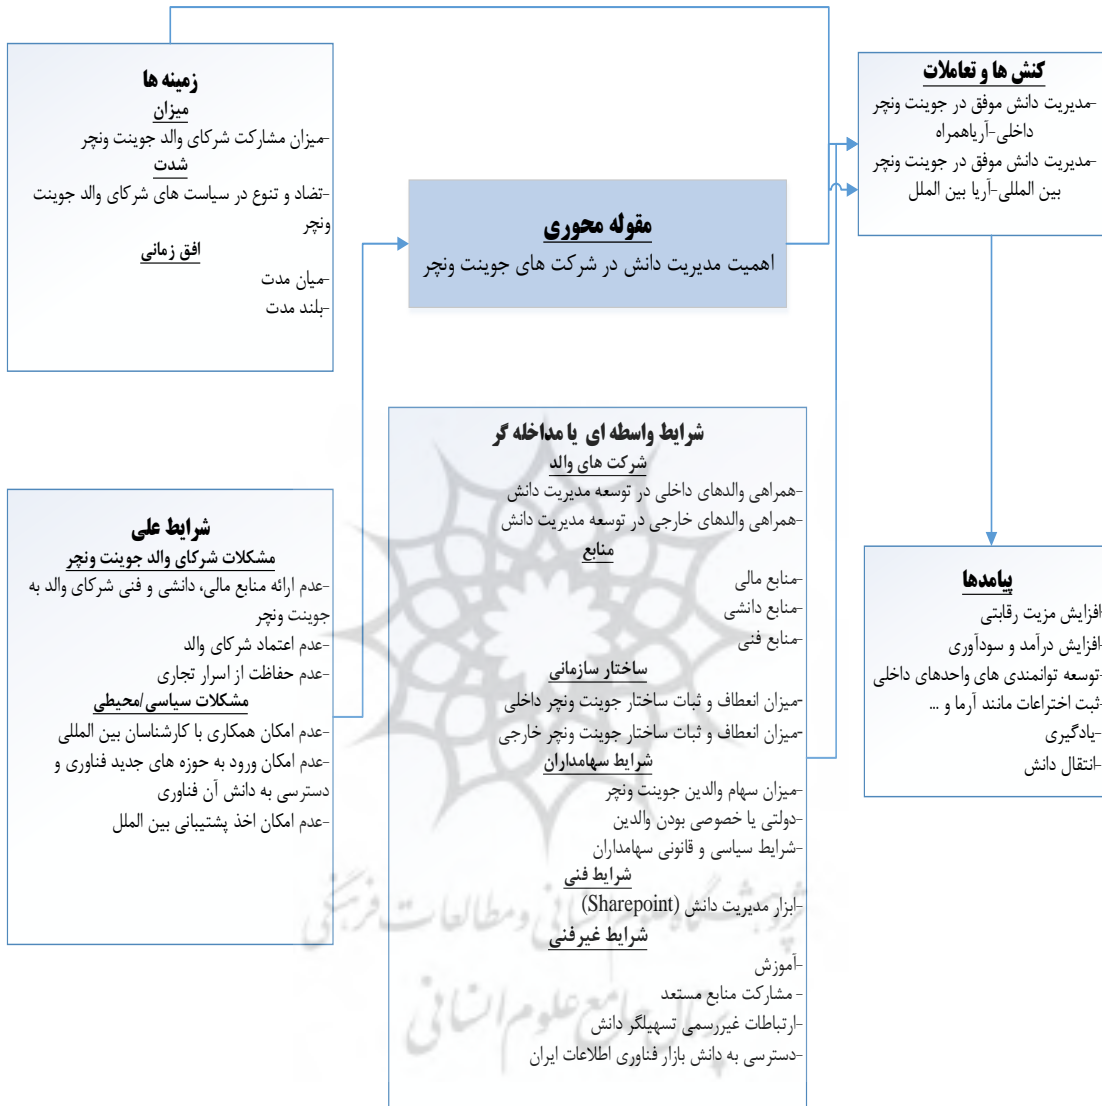 زمینه ها
میزان
-میزان مشارکت شرکای والد جوینت ونچر
شدت
-تضاد و تنوع در سیاست های شرکای والد جوینت
ونچر
افق زمانی
-میان مدت
-بلند مدت
کنش ها و تعاملات
-مدیریت دانش موفق در جوینت ونچر
داخلی-آریاهمراه
-مدیریت دانش موفق در جوینت ونچر
بین المللی-آریا بین الملل
مقوله محوری
اهمیت مدیریت دانش در شرکت های جوینت ونچر
شرایط علی
مشکلات شرکای والد جوینت ونچر
-عدم ارائه منابع مالی، دانشی و فنی شرکای والد به
جوینت ونچر
-عدم اعتماد شرکای والد
-عدم حفاظت از اسرار تجاری
مشکلات سیاسی/محیطی
-عدم امکان همکاری با کارشناسان بین المللی
-عدم امکان ورود به حوزه های جدید فناوری و
دسترسی به دانش آن فناوری
-عدم امکان اخذ پشتیبانی بین الملل
شرایط واسطه ای یا مداخله گر
شرکت های والد
-همراهی والدهای داخلی در توسعه مدیریت دانش
-همراهی والدهای خارجی در توسعه مدیریت دانش
منابع
-منابع مالی
-منابع دانشی
-منابع فنی
ساختار سازمانی
-میزان انعطاف و ثبات ساختار جوینت ونچر داخلی
-میزان انعطاف و ثبات ساختار جوینت ونچر خارجی
شرایط سهامداران
-میزان سهام والدین جوینت ونچر
-دولتی یا خصوصی بودن والدین
-شرایط سیاسی و قانونی سهامداران
شرایط فنی
-ابزار مدیریت دانش (Sharepoint)
شرایط غیرفنی
-آموزش
- مشارکت منابع مستعد
-ارتباطات غیررسمی تسهیلگر دانش
-دسترسی به دانش بازار فناوری اطلاعات ایران
پیامدها
-افزایش مزیت رقابتی
-افزایش درآمد و سودآوری
-توسعه توانمندی های واحدهای داخلی
-ثبت اختراعات مانند آرما و ...
-یادگیری
-انتقال دانش
پژوهشگاه علوم انسانی و مطالعات فرهنگی
پرتال جامع علوم انسانی